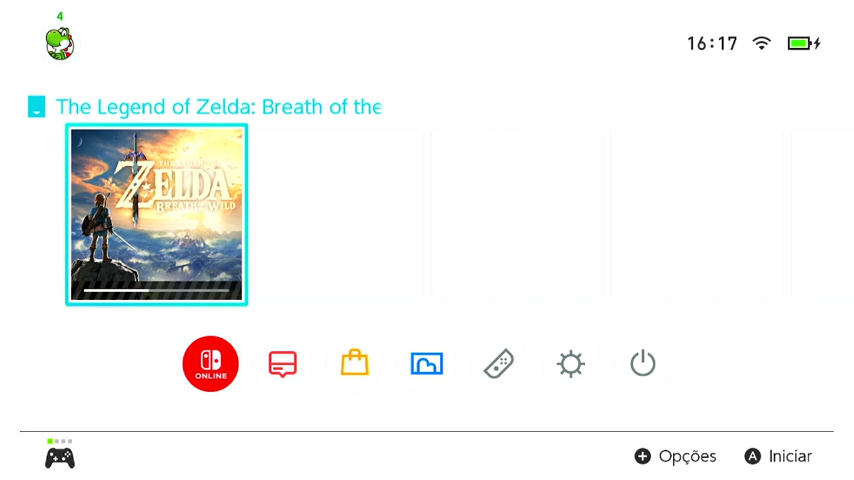 4
16:17
The Legend of Zelda: Breath of the
THE LEGEND OF
ZELDA
BREATH OF THE WILD
ONLINE
Opções
A Iniciar